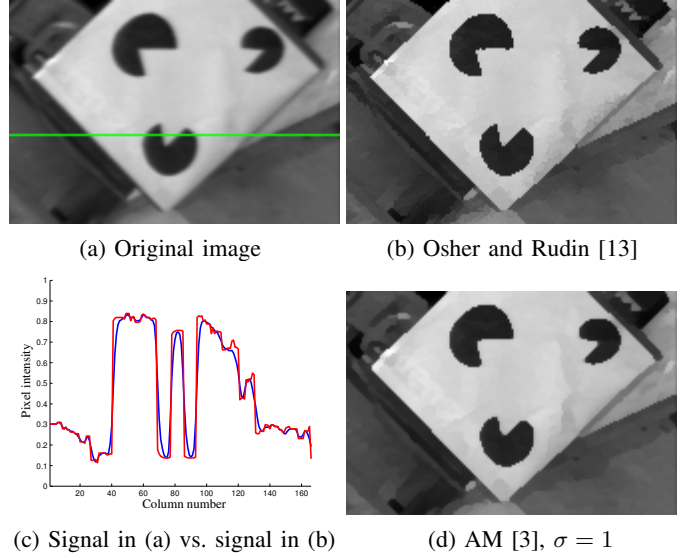 (a) Original image
(b) Osher and Rudin [13]
1
0.9
0.8
0.7
0.6
0.5
0.4
0.3
0.2
0.1
0
Pixel intensity
20 40 60 80 100 120 140 160
Column number
(c) Signal in (a) vs. signal in (b)
(d) AM [3], σ = 1